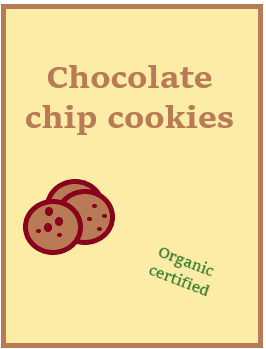 Chocolate
chip cookies
Organic
certified